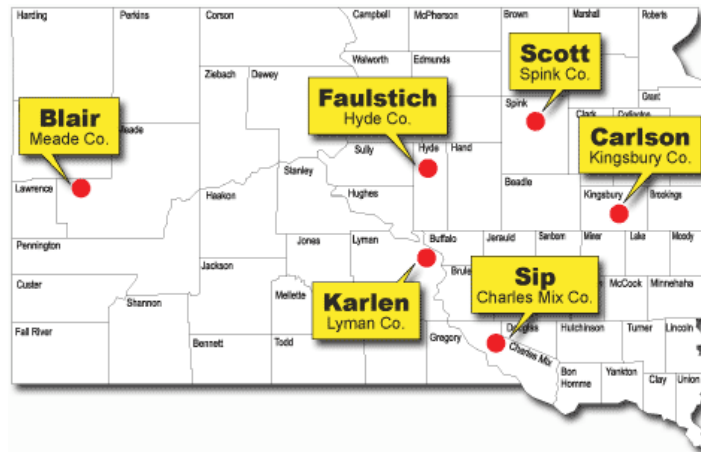 Harding
Perkins
Corson
Campbell
McPherson
Brown
Marshall
Roberts
Walworth
Edmunds
Scott
Spink Co.
Ziebach
Dewey
Faulstich
Hyde Co.
Spink
Grant
Clark
Codington
Blair
Meade Co.
Meade
Carlson
Kingsbury Co.
Sully
Hyde
Hand
Stanley
Lawrence
Haakon
Hughes
Beadle
Kingsbury
Brookings
Pennington
Jones
Lyman
Buffalo
Jerauld
Sanborn
Miner
Lake
Moody
Jackson
Brule
Custer
Shannon
Mellette
Karlen
Lyman Co.
Sip
Charles Mix Co.
McCook
Minnehaha
Fall River
Bennett
Todd
Gregory
Douglas
Hutchinson
Turner
Lincoln
Charles Mix
Bon
Homme
Yankton
Clay
Union